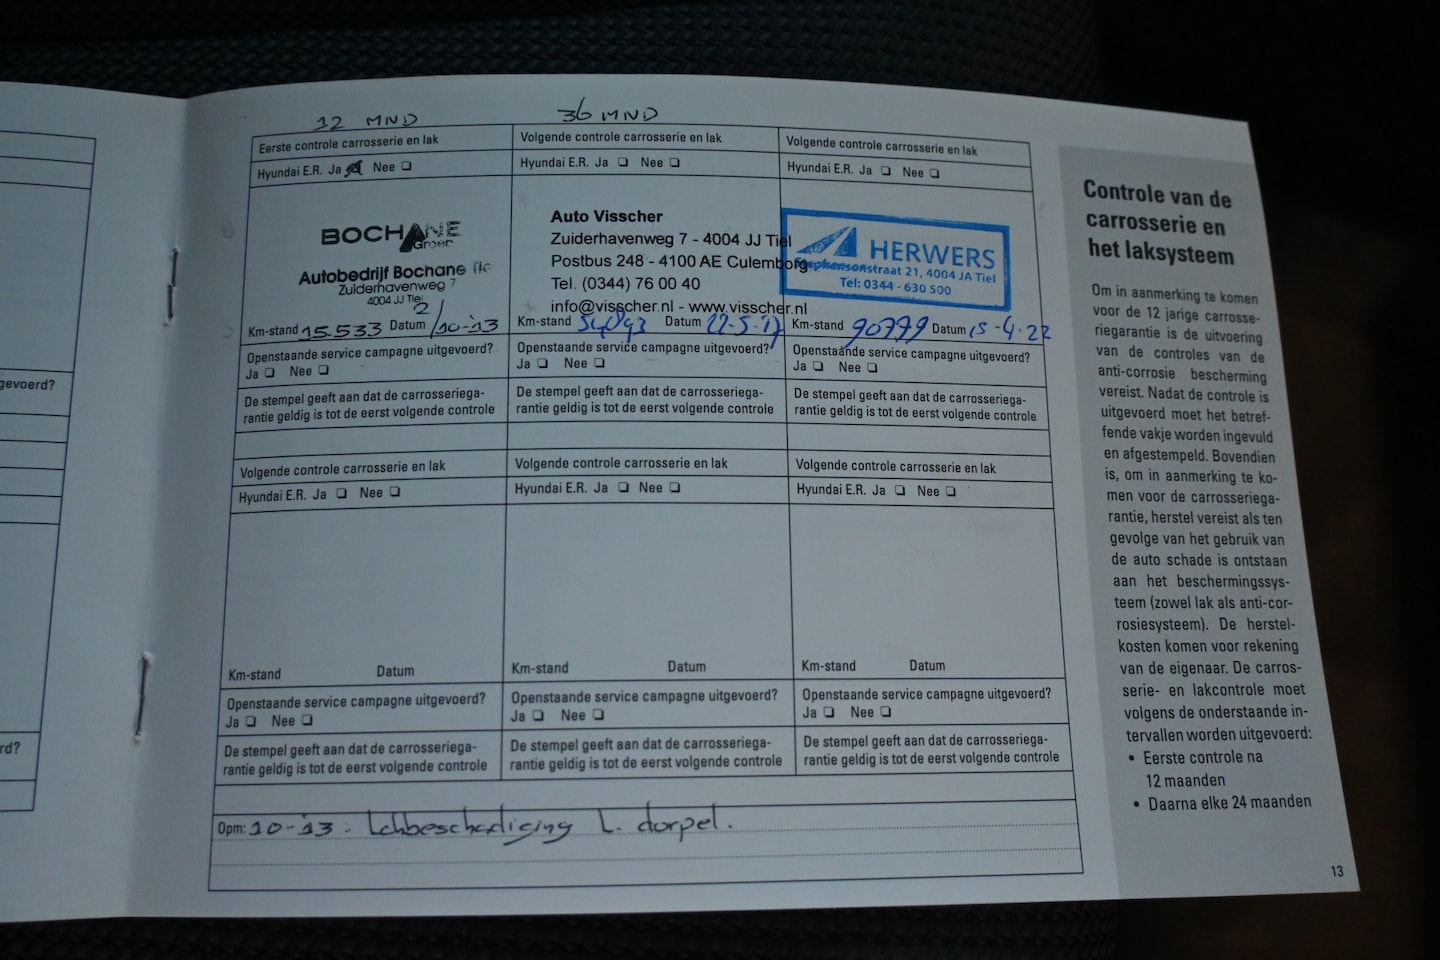 12 MND
36 MND
Eerste controle carrosserie en lak
Hyundai E.R. Ja ☒ Nee ❑
BOCHANE
Groep
Autobedrijf Bochane
Zuiderhavenweg 7
4004 JJ Tiel
Km-stand 15.533 Datum 2/10-'13
Openstaande service campagne uitgevoerd?
Ja ❑ Nee ❑
De stempel geeft aan dat de carrosseriega-
rantie geldig is tot de eerst volgende controle
Volgende controle carrosserie en lak
Hyundai E.R. Ja ❑ Nee ❑
Auto Visscher
Zuiderhavenweg 7 - 4004 JJ Tiel
Postbus 248 - 4100 AE Culemborg
Tel. (0344) 76 00 40
info@visscher.nl - www.visscher.nl
Km-stand Datum 22-5-17
Openstaande service campagne uitgevoerd?
Ja ❑ Nee ❑
De stempel geeft aan dat de carrosseriega-
rantie geldig is tot de eerst volgende controle
Volgende controle carrosserie en lak
Hyundai E.R. Ja ❑ Nee ❑
HERWERS
Stephensonstraat 21, 4004 JA Tiel
Tel: 0344 - 630 500
Km-stand 90779 Datum 15-4-22
Openstaande service campagne uitgevoerd?
Ja ❑ Nee ❑
De stempel geeft aan dat de carrosseriega-
rantie geldig is tot de eerst volgende controle
Volgende controle carrosserie en lak
Hyundai E.R. Ja ❑ Nee ❑
Km-stand Datum
Openstaande service campagne uitgevoerd?
Ja ❑ Nee ❑
De stempel geeft aan dat de carrosseriega-
rantie geldig is tot de eerst volgende controle
Volgende controle carrosserie en lak
Hyundai E.R. Ja ❑ Nee ❑
Km-stand Datum
Openstaande service campagne uitgevoerd?
Ja ❑ Nee ❑
De stempel geeft aan dat de carrosseriega-
rantie geldig is tot de eerst volgende controle
Volgende controle carrosserie en lak
Hyundai E.R. Ja ❑ Nee ❑
Km-stand Datum
Openstaande service campagne uitgevoerd?
Ja ❑ Nee ❑
De stempel geeft aan dat de carrosseriega-
rantie geldig is tot de eerst volgende controle
Opm: 10-'13: Lakbeschadiging L. dorpel.
Controle van de
carrosserie en
het laksysteem
Om in aanmerking te komen
voor de 12 jarige carrosse-
riegarantie is de uitvoering
van de controles van de
anti-corrosie bescherming
vereist. Nadat de controle is
uitgevoerd moet het betref-
fende vakje worden ingevuld
en afgestempeld. Bovendien
is, om in aanmerking te ko-
men voor de carrosseriega-
rantie, herstel vereist als ten
gevolge van het gebruik van
de auto schade is ontstaan
aan het beschermingssys-
teem (zowel lak als anti-cor-
rosiesysteem). De herstel-
kosten komen voor rekening
van de eigenaar. De carros-
serie- en lakcontrole moet
volgens de onderstaande in-
tervallen worden uitgevoerd:
• Eerste controle na
12 maanden
• Daarna elke 24 maanden
13
gevoerd?
rd?